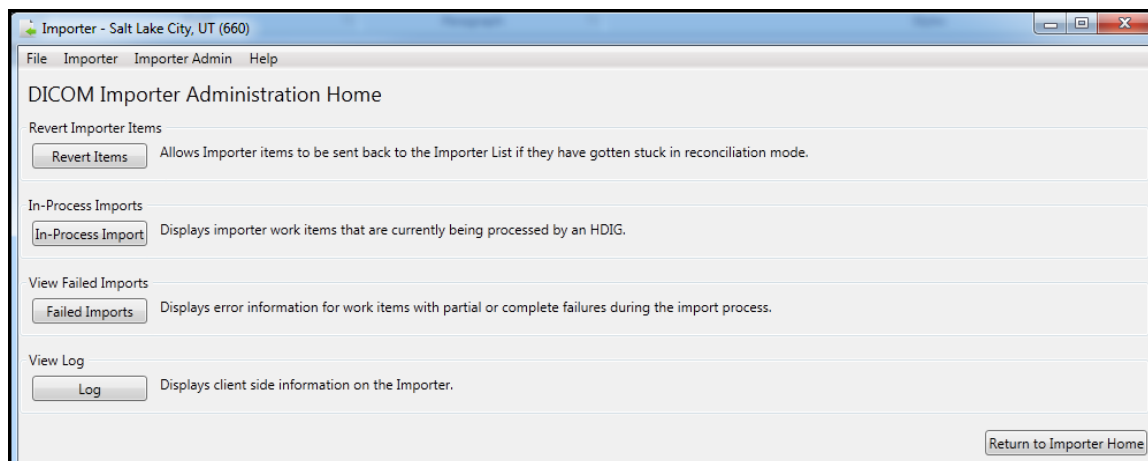 Importer - Salt Lake City, UT (660)
File Importer Importer Admin Help
DICOM Importer Administration Home
Revert Importer Items
Revert Items Allows Importer items to be sent back to the Importer List if they have gotten stuck in reconciliation mode.
In-Process Imports
In-Process Import Displays importer work items that are currently being processed by an HDIG.
View Failed Imports
Failed Imports Displays error information for work items with partial or complete failures during the import process.
View Log
Log Displays client side information on the Importer.
Return to Importer Home